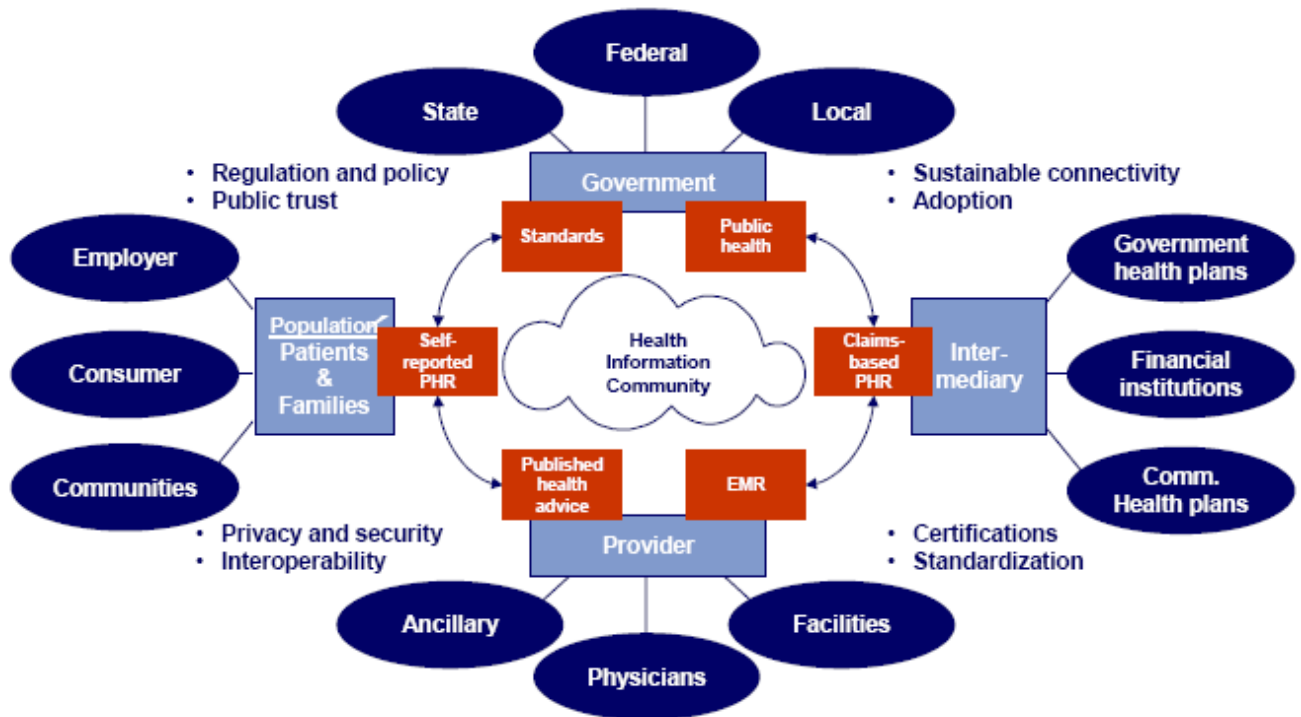 Federal
State
Local
• Regulation and policy
• Public trust
Government
• Sustainable connectivity
• Adoption
Standards
Public
health
Employer
Consumer
Communities
Population
Patients
&
Families
Self-
reported
PHR
Health
Information
Community
Claims-
based
PHR
Inter-
mediary
Government
health plans
Financial
institutions
Comm.
Health plans
Published
health
advice
EMR
• Privacy and security
• Interoperability
Provider
• Certifications
• Standardization
Ancillary
Physicians
Facilities